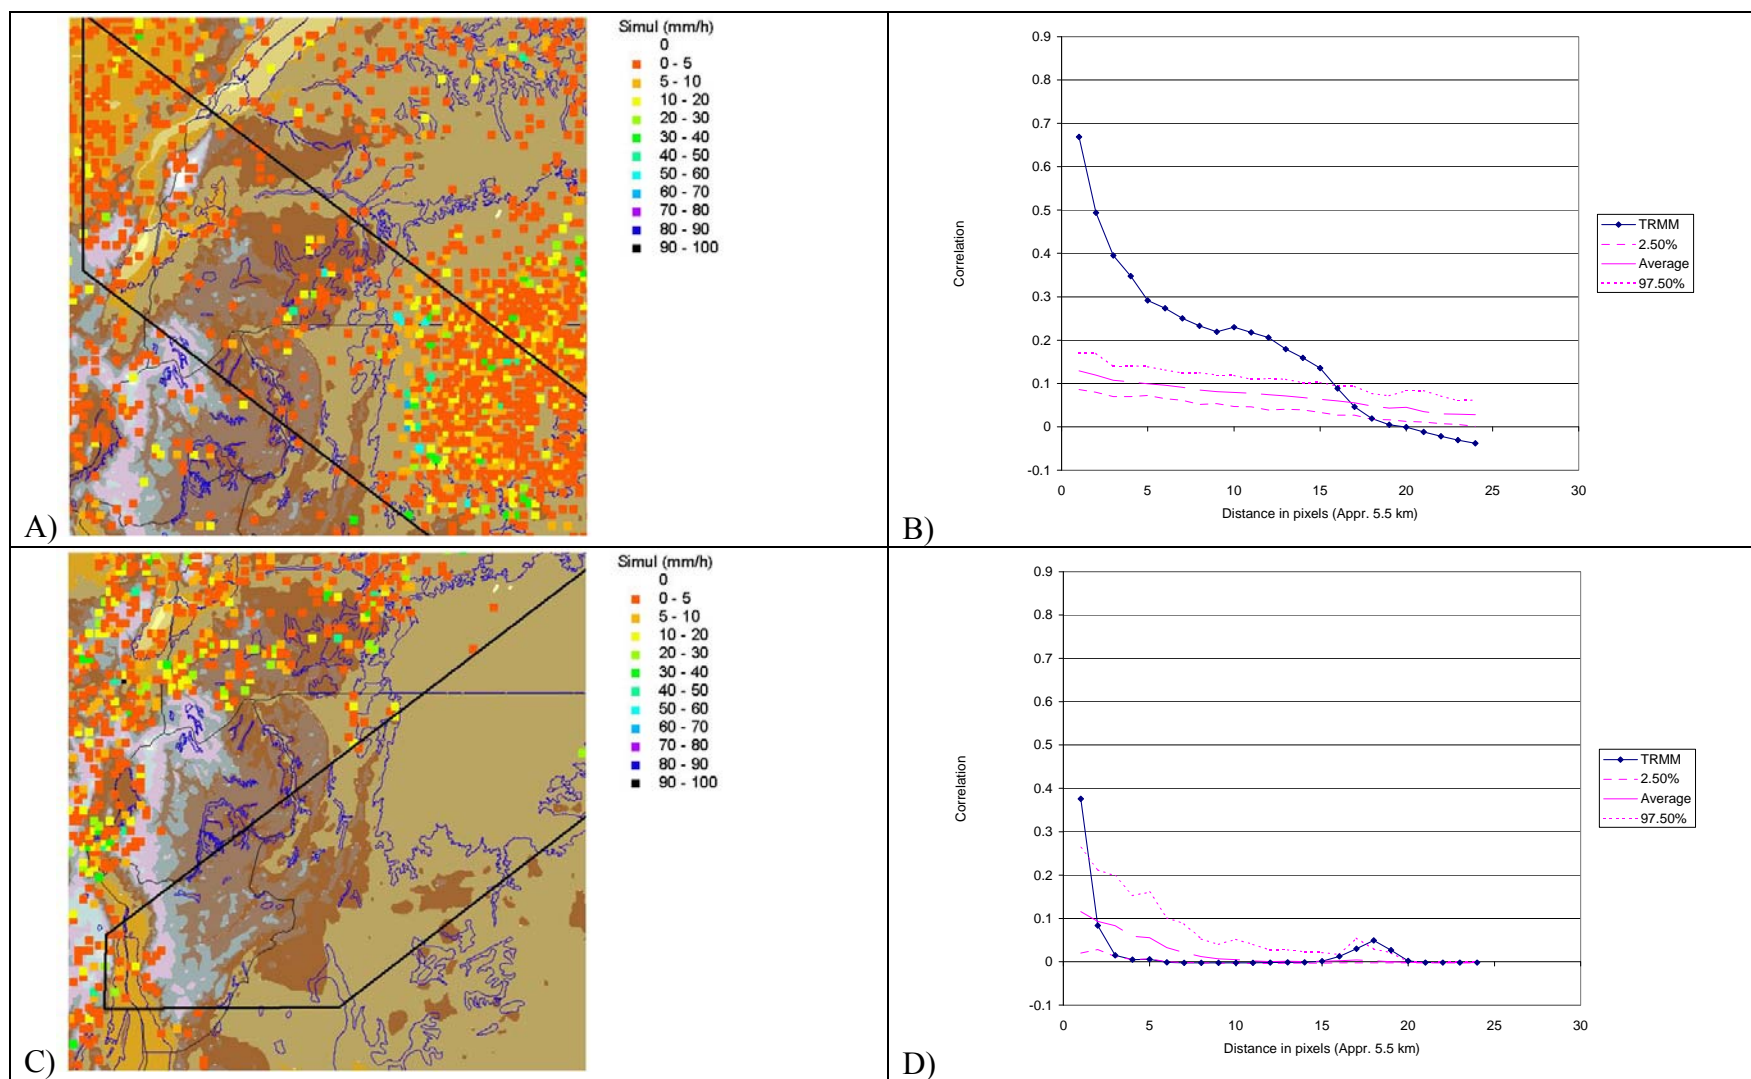 Simul (mm/h)
0
0 - 5
5 - 10
10 - 20
20 - 30
30 - 40
40 - 50
50 - 60
60 - 70
70 - 80
80 - 90
90 - 100
A)
0.9
0.8
0.7
0.6
0.5
0.4
0.3
0.2
0.1
0
-0.1
Correlation
0 5 10 15 20 25 30
Distance in pixels (Appr. 5.5 km)
TRMM
2.50%
Average
97.50%
B)
Simul (mm/h)
0
0 - 5
5 - 10
10 - 20
20 - 30
30 - 40
40 - 50
50 - 60
60 - 70
70 - 80
80 - 90
90 - 100
C)
0.9
0.8
0.7
0.6
0.5
0.4
0.3
0.2
0.1
0
-0.1
Correlation
0 5 10 15 20 25 30
Distance in pixels (Appr. 5.5 km)
TRMM
2.50%
Average
97.50%
D)